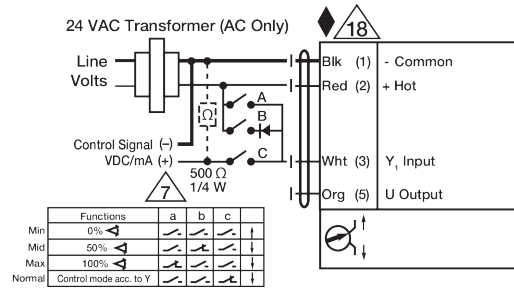 24 VAC Transformer (AC Only)
18
Line
Volts
Blk (1) - Common
Red (2) + Hot
A
B
C
Ω
Control Signal (−)
VDC/mA (+)
500 Ω
1/4 W
Wht (3) Y1 Input
Org (5) U Output
7
Functions a b c
Min 0%
Mid 50%
Max 100%
Normal Control mode acc. to Y